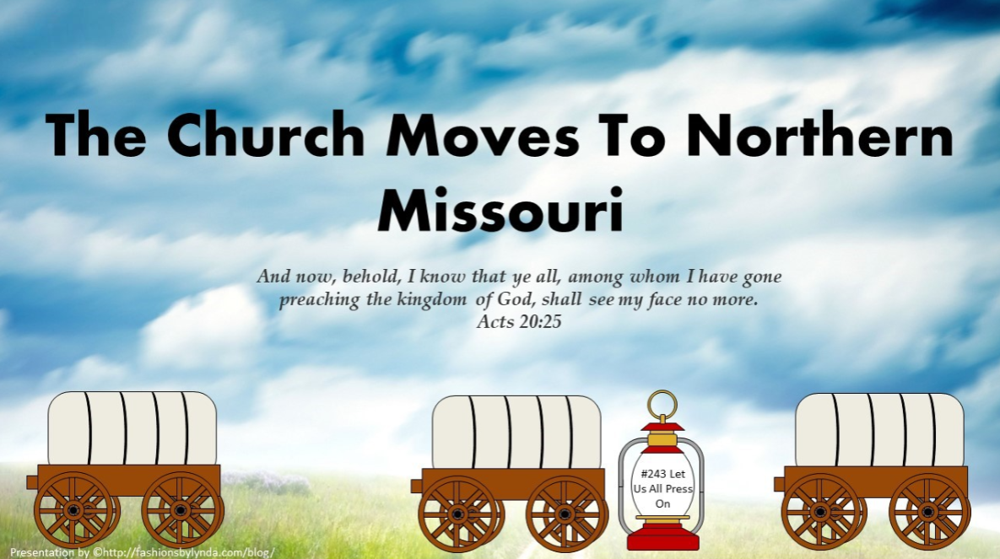 The Church Moves To Northern
Missouri
And now, behold, I know that ye all, among whom I have gone
preaching the kingdom of God, shall see my face no more.
Acts 20:25
#243 Let
Us All Press
On
Presentation by ©http://fashionsbylynda.com/blog/